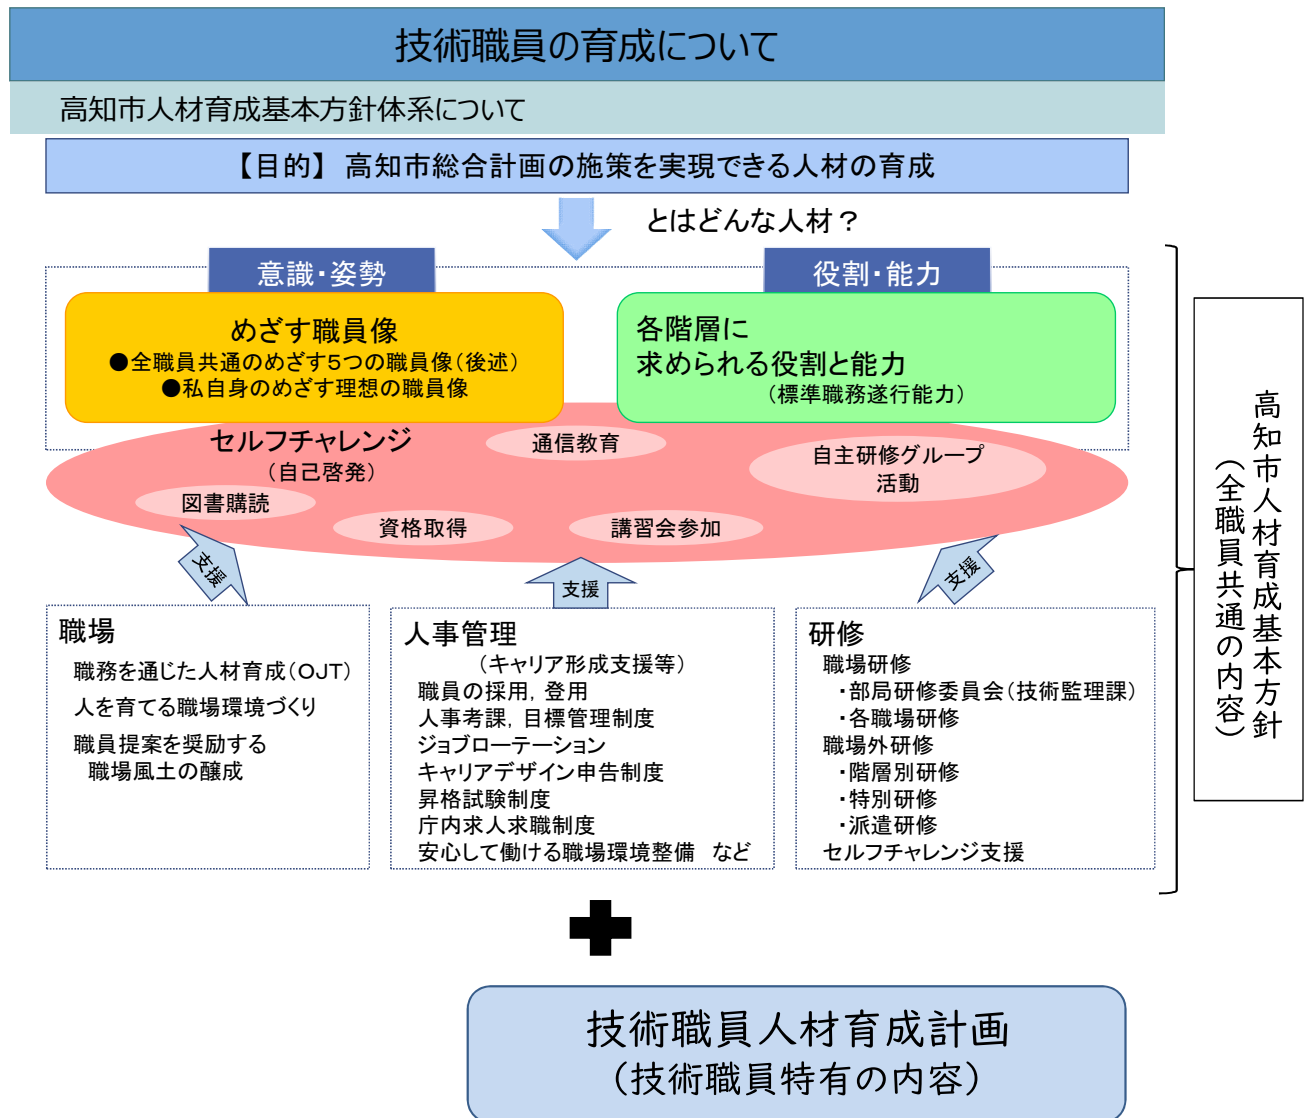 技術職員の育成について
高知市人材育成基本方針体系について
【目的】 高知市総合計画の施策を実現できる人材の育成
とはどんな人材？
意識・姿勢
めざす職員像
●全職員共通のめざす5つの職員像（後述）
●私自身のめざす理想の職員像
役割・能力
各階層に
求められる役割と能力
（標準職務遂行能力）
セルフチャレンジ
（自己啓発）
通信教育
自主研修グループ
活動
図書購読
資格取得
講習会参加
支援
支援
支援
職場
職務を通じた人材育成（OJT）
人を育てる職場環境づくり
職員提案を奨励する
職場風土の醸成
人事管理
（キャリア形成支援等）
職員の採用，登用
人事考課，目標管理制度
ジョブローテーション
キャリアデザイン申告制度
昇格試験制度
庁内求人求職制度
安心して働ける職場環境整備　など
研修
職場研修
・部局研修委員会（技術監理課）
・各職場研修
職場外研修
・階層別研修
・特別研修
・派遣研修
セルフチャレンジ支援
高知市人材育成基本方針
（全職員共通の内容）
技術職員人材育成計画
（技術職員特有の内容）